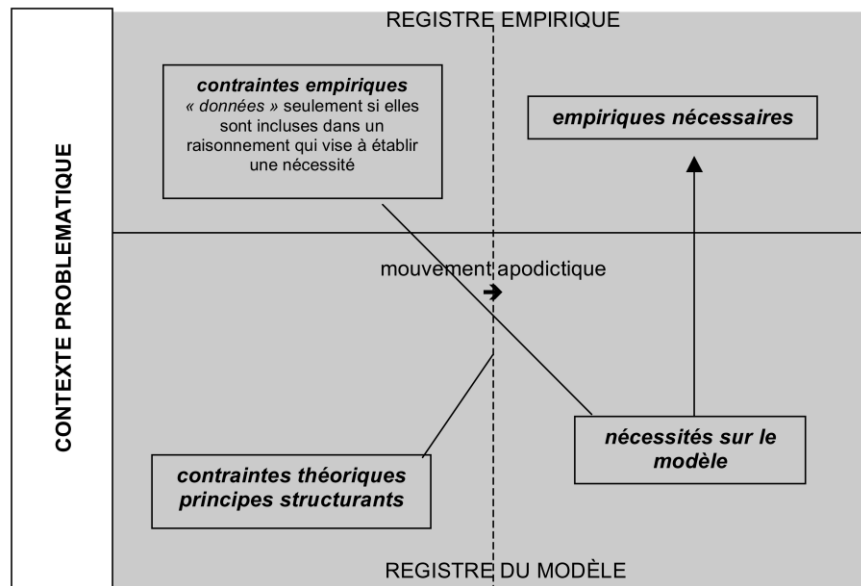 REGISTRE EMPIRIQUE
contraintes empiriques
« données » seulement si elles
sont incluses dans un
raisonnement qui vise à établir
une nécessité
empiriques nécessaires
CONTEXTE PROBLEMATIQUE
mouvement apodictique
➔
contraintes théoriques
principes structurants
nécessités sur le
modèle
REGISTRE DU MODÈLE